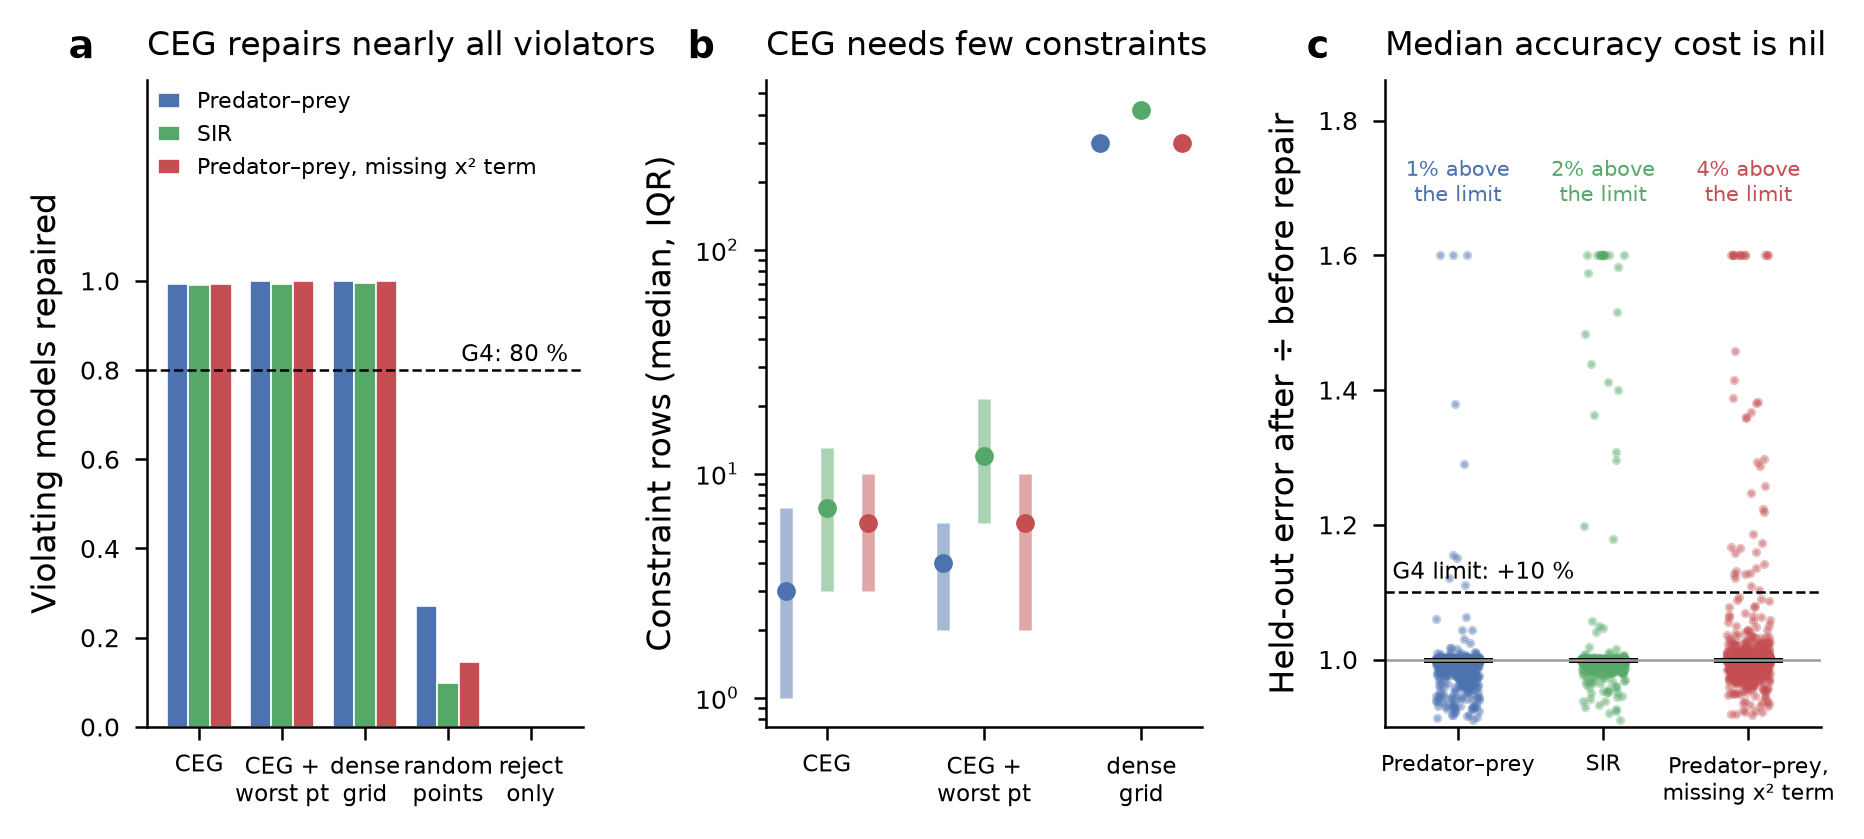 a
CEG repairs nearly all violators
Violating models repaired
Predator–prey
SIR
Predator–prey, missing x² term
1.0
0.8
0.6
0.4
0.2
0.0
G4: 80 %
CEG
CEG +
worst pt
dense
grid
random
points
reject
only
b
CEG needs few constraints
Constraint rows (median, IQR)
10²
10¹
10⁰
CEG
CEG +
worst pt
dense
grid
c
Median accuracy cost is nil
Held-out error after ÷ before repair
1.8
1.6
1.4
1.2
1.0
1% above
the limit
2% above
the limit
4% above
the limit
G4 limit: +10 %
Predator–prey
SIR
Predator–prey,
missing x² term